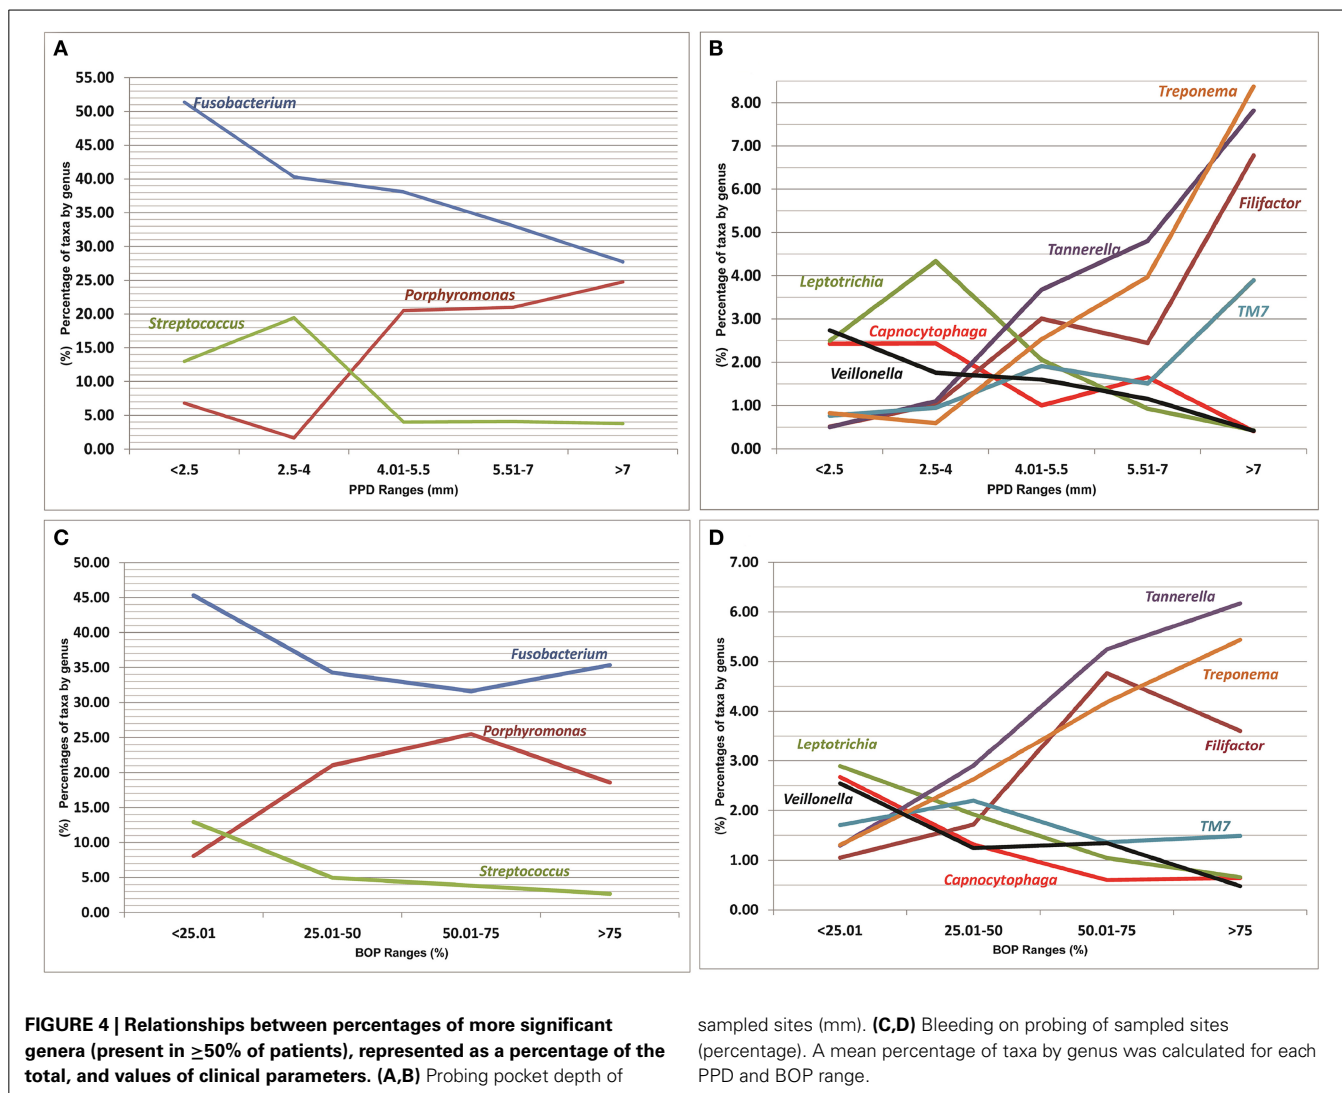 A
(%) Percentage of taxa by genus
55.00
50.00
45.00
40.00
35.00
30.00
25.00
20.00
15.00
10.00
5.00
0.00
Fusobacterium
Porphyromonas
Streptococcus
<2.5 2.5-4 4.01-5.5 5.51-7 >7
PPD Ranges (mm)
B
(%) Percentage of taxa by genus
8.00
7.00
6.00
5.00
4.00
3.00
2.00
1.00
0.00
Treponema
Filifactor
Tannerella
Leptotrichia
TM7
Capnocytophaga
Veillonella
<2.5 2.5-4 4.01-5.5 5.51-7 >7
PPD Ranges (mm)
C
(%) Percentages of taxa by genus
50.00
45.00
40.00
35.00
30.00
25.00
20.00
15.00
10.00
5.00
0.00
Fusobacterium
Porphyromonas
Streptococcus
<25.01 25.01-50 50.01-75 >75
BOP Ranges (%)
D
(%) Percentages of taxa by genus
7.00
6.00
5.00
4.00
3.00
2.00
1.00
0.00
Tannerella
Treponema
Filifactor
Leptotrichia
Veillonella
TM7
Capnocytophaga
<25.01 25.01-50 50.01-75 >75
BOP Ranges (%)
FIGURE 4 | Relationships between percentages of more significant
genera (present in ≥50% of patients), represented as a percentage of the
total, and values of clinical parameters. (A,B) Probing pocket depth of
sampled sites (mm). (C,D) Bleeding on probing of sampled sites
(percentage). A mean percentage of taxa by genus was calculated for each
PPD and BOP range.